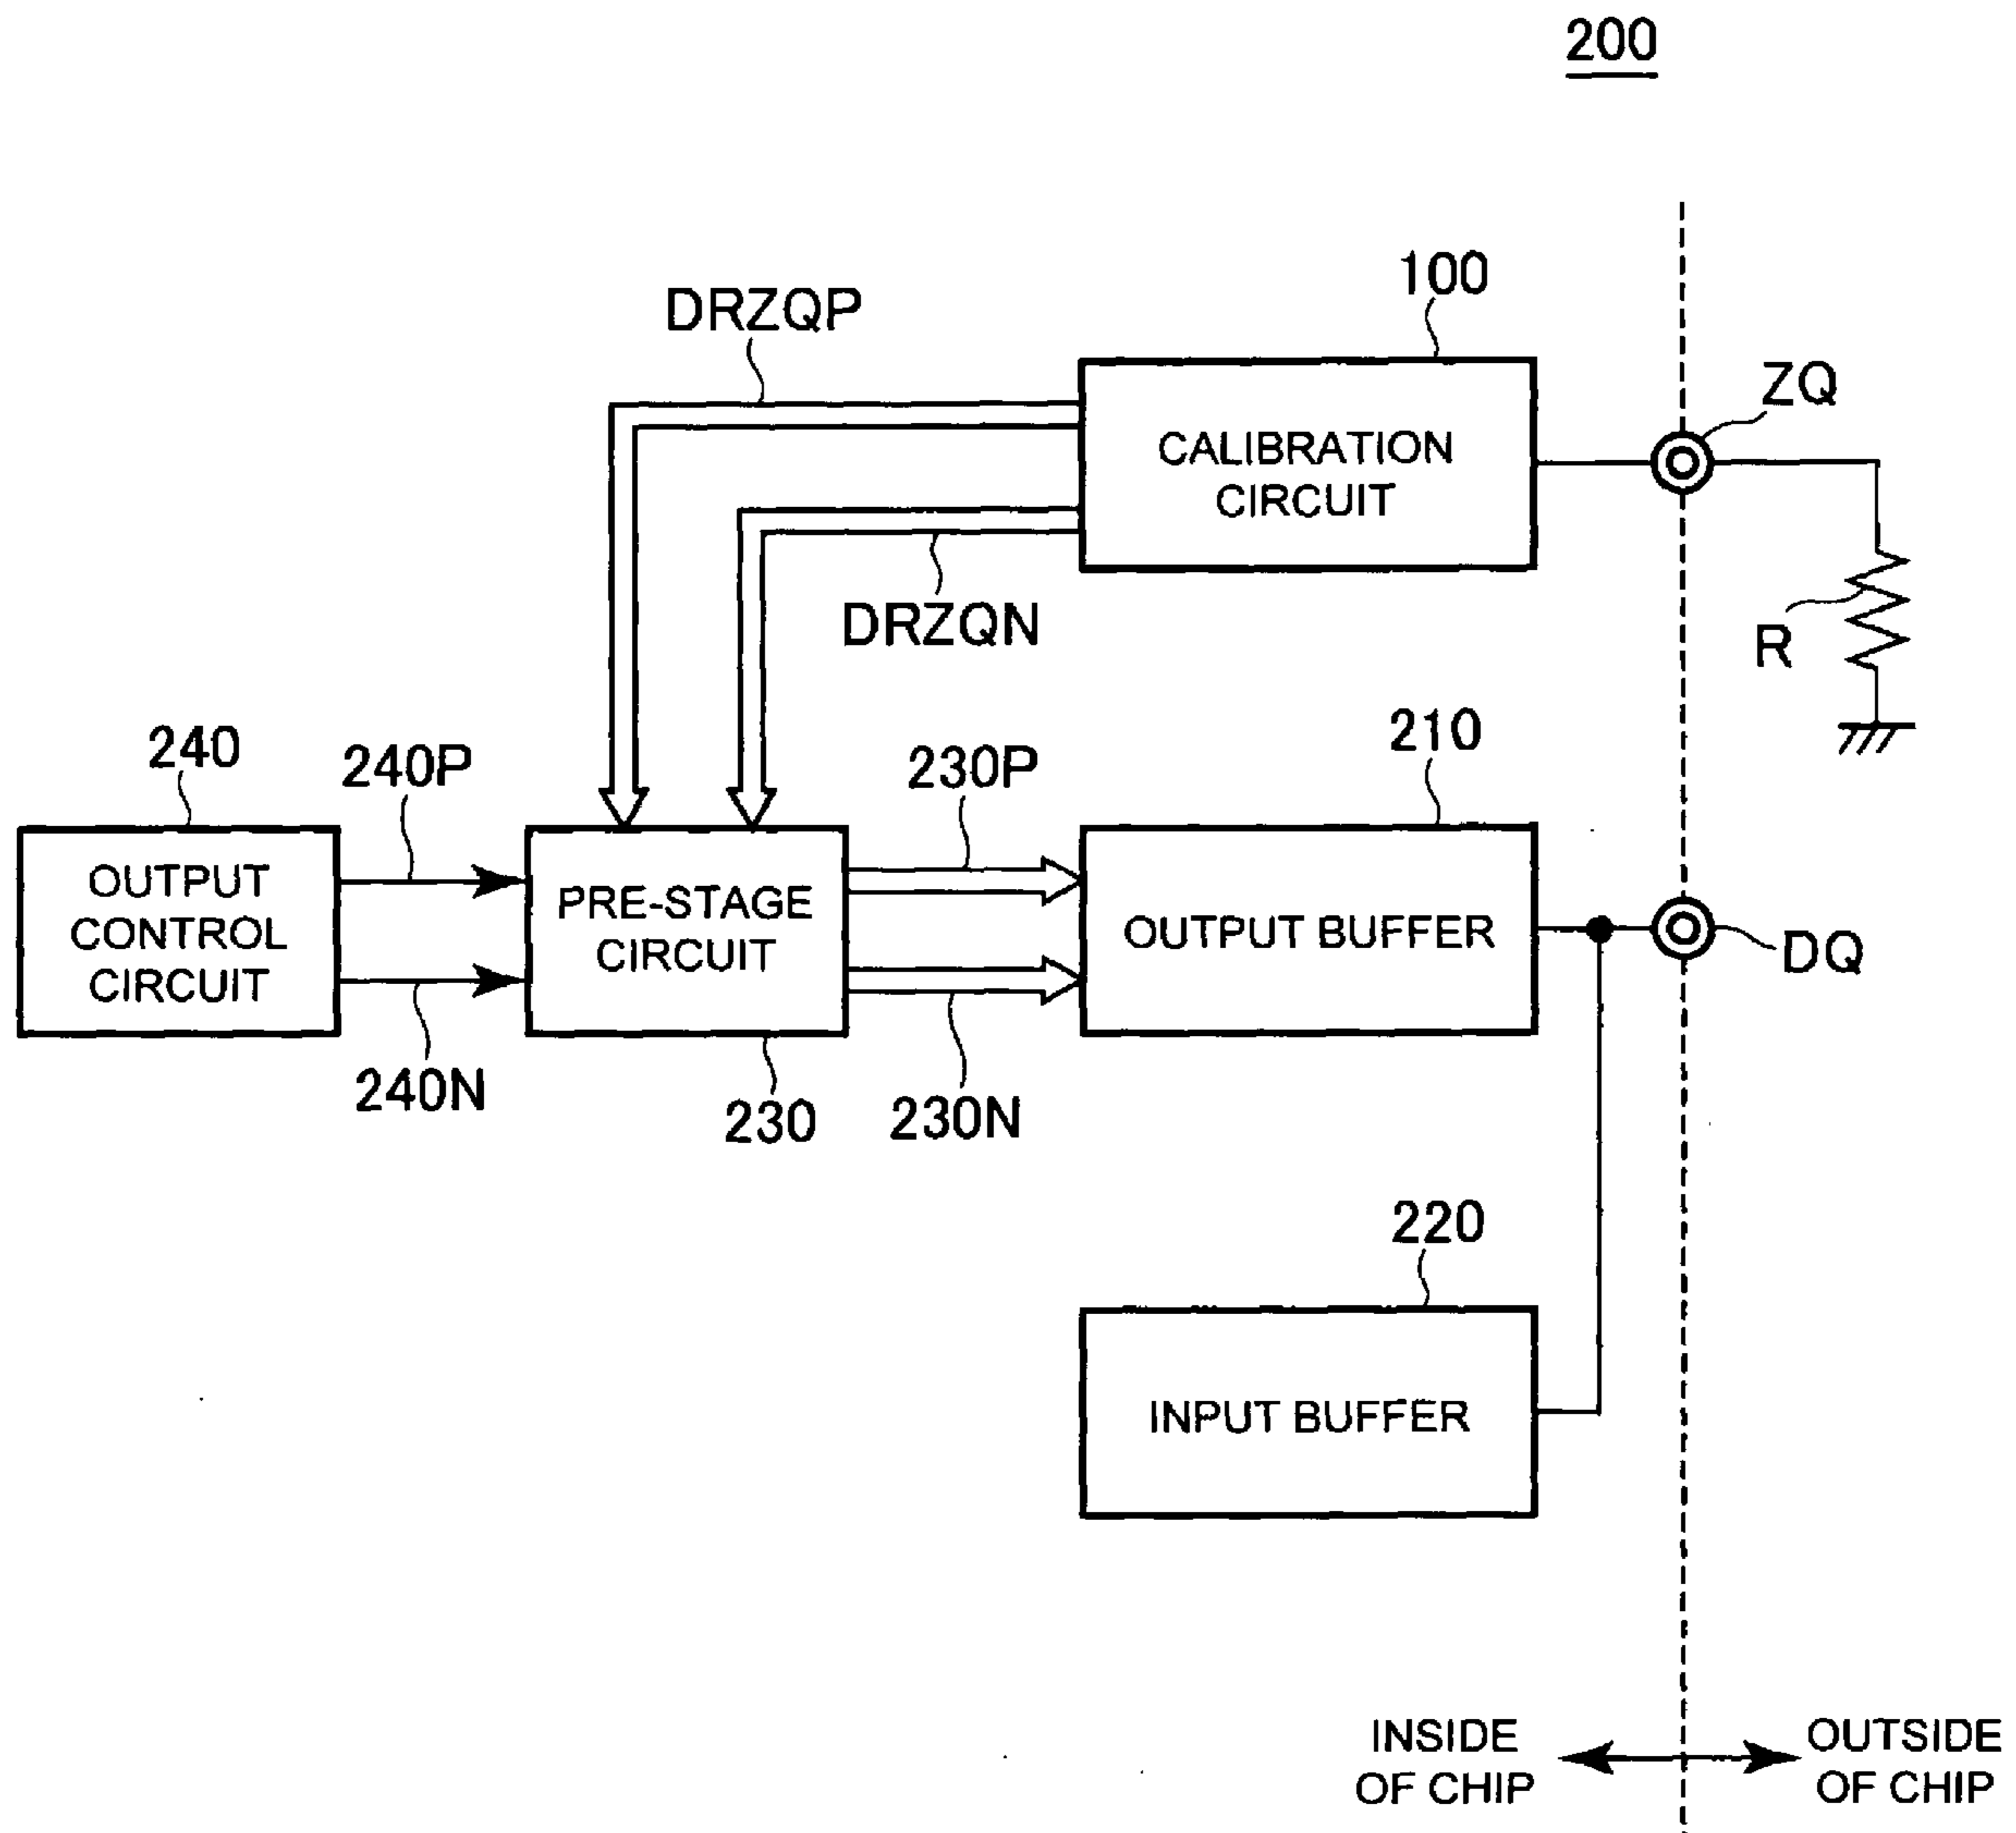 200
100
DRZQP
ZQ
CALIBRATION
CIRCUIT
DRZQN
R
210
240
240P
230P
OUTPUT
CONTROL
CIRCUIT
PRE-STAGE
CIRCUIT
OUTPUT BUFFER
DQ
240N
230
230N
220
INPUT BUFFER
INSIDE
OF CHIP
OUTSIDE
OF CHIP